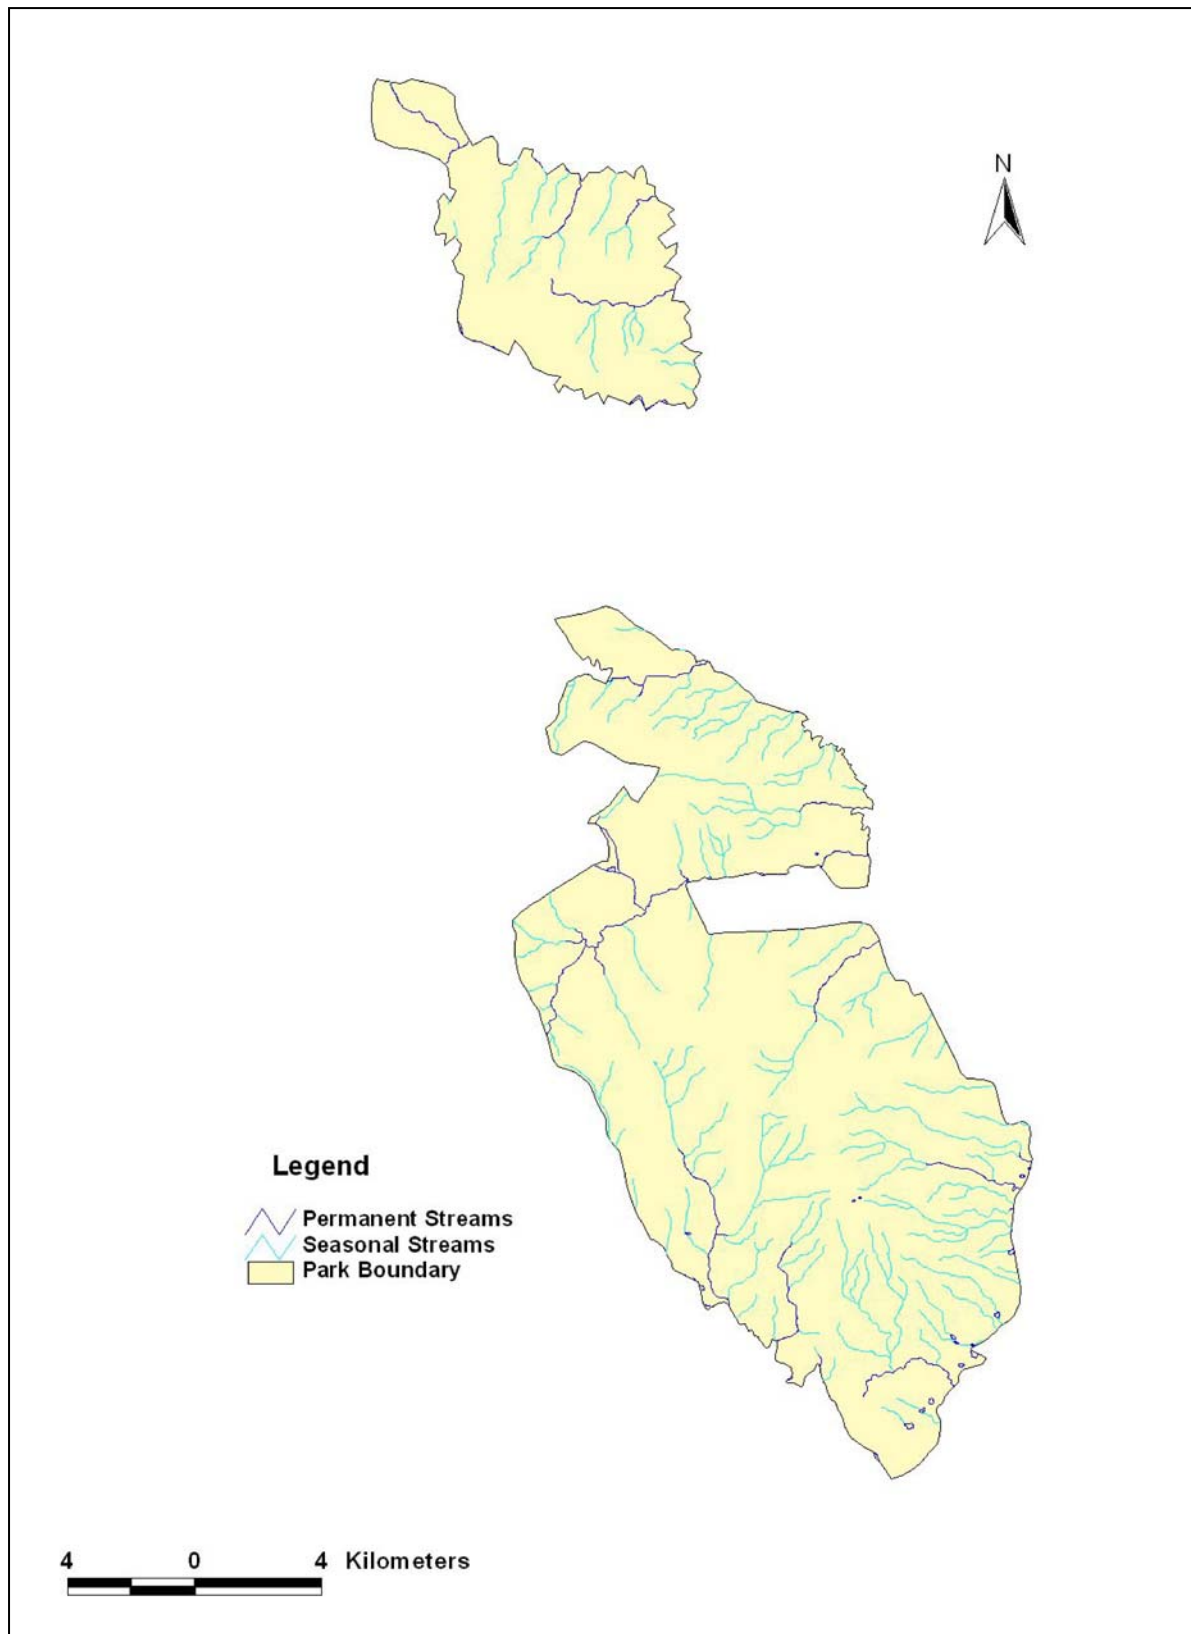 N
Legend
Permanent Streams
Seasonal Streams
Park Boundary
4 0 4 Kilometers